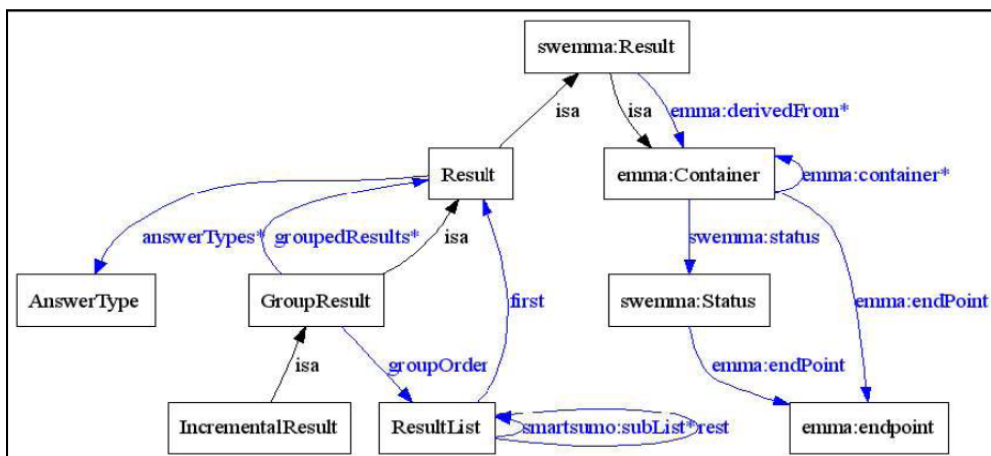 swemma:Result
isa
isa
emma:derivedFrom*
Result
emma:Container
emma:container*
answerTypes*
groupedResults*
isa
swemma:status
AnswerType
GroupResult
first
swemma:Status
emma:endPoint
isa
groupOrder
emma:endPoint
IncrementalResult
ResultList
smartsumo:subList*
rest
emma:endpoint